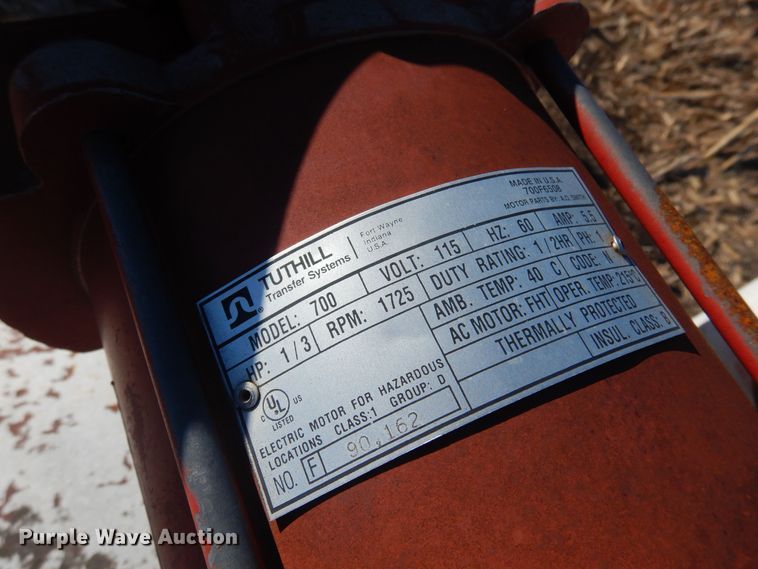 TUTHILL
Transfer Systems
Fort Wayne
Indiana
U.S.A.
MADE IN U.S.A.
700F6508
MOTOR PARTS BY: A.O. SMITH
MODEL: 700 VOLT: 115 HZ: 60 AMP: 5.5
HP: 1/3 RPM: 1725 DUTY RATING: 1/2HR PH: 1
AMB. TEMP: 40 C CODE: N
AC MOTOR: FHT OPER. TEMP: 215°C
THERMALLY PROTECTED
INSUL. CLASS: B
C UL US
LISTED
ELECTRIC MOTOR FOR HAZARDOUS
LOCATIONS CLASS:1 GROUP: D
NO. F 90,162
Purple Wave Auction